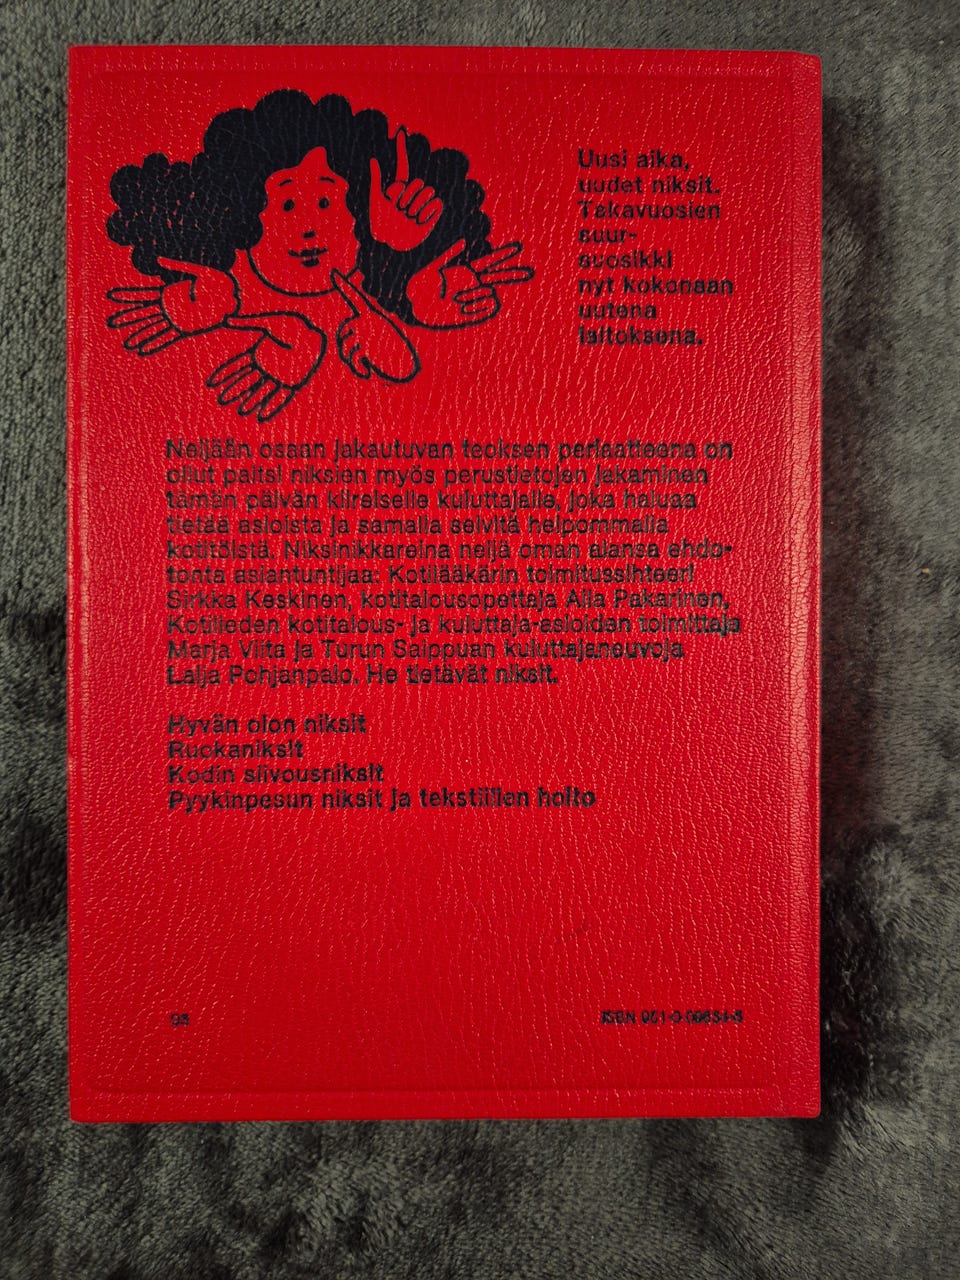 Uusi aika,
uudet niksit.
Takavuosien
suur-
suosikki
nyt kokonaan
uutena
laitoksena.
Neljään osaan jakautuvan teoksen periaatteena on
ollut paitsi niksien myös perustietojen jakaminen
tämän päivän kiireiselle kuluttajalle, joka haluaa
tietää asioista ja samalla selvitä helpommalla
kotitöistä. Niksinikkareina neljä oman alansa ehdo-
tonta asiantuntijaa: Kotilääkärin toimitussihteeri
Sirkka Keskinen, kotitalousopettaja Aila Pakarinen,
Kotilieden kotitalous- ja kuluttaja-asioiden toimittaja
Marja Viita ja Turun Saippuan kuluttajaneuvoja
Laija Pohjanpalo. He tietävät niksit.
Hyvän olon niksit
Ruokaniksit
Kodin siivousniksit
Pyykinpesun niksit ja tekstiilien hoito
ISBN